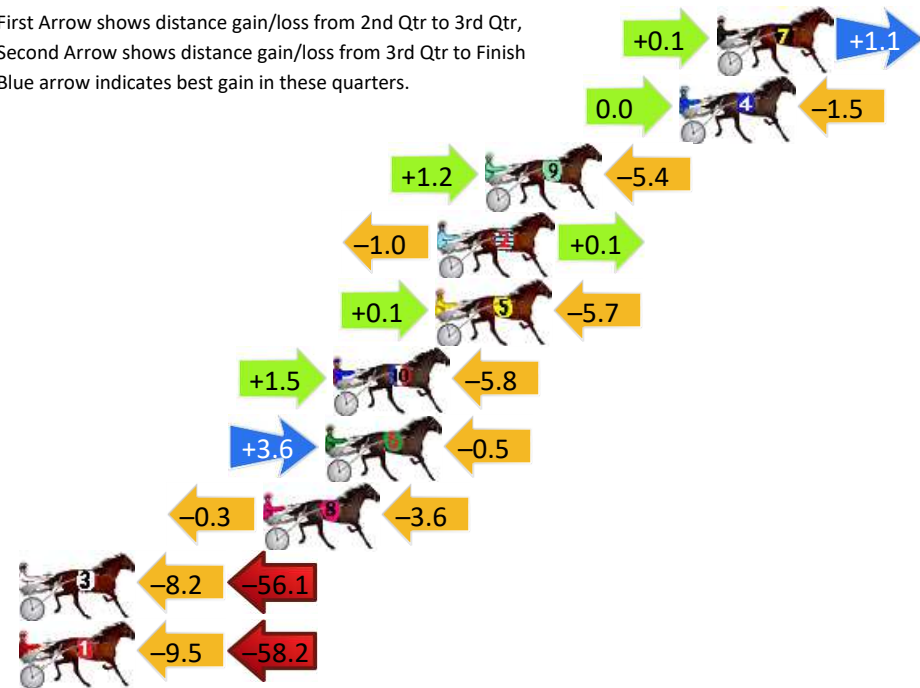 First Arrow shows distance gain/loss from 2nd Qtr to 3rd Qtr,
Second Arrow shows distance gain/loss from 3rd Qtr to Finish
Blue arrow indicates best gain in these quarters.
+0.1 7 +1.1
0.0 4 –1.5
+1.2 9 –5.4
–1.0 2 +0.1
+0.1 5 –5.7
+1.5 10 –5.8
+3.6 6 –0.5
–0.3 8 –3.6
3 –8.2 –56.1
1 –9.5 –58.2